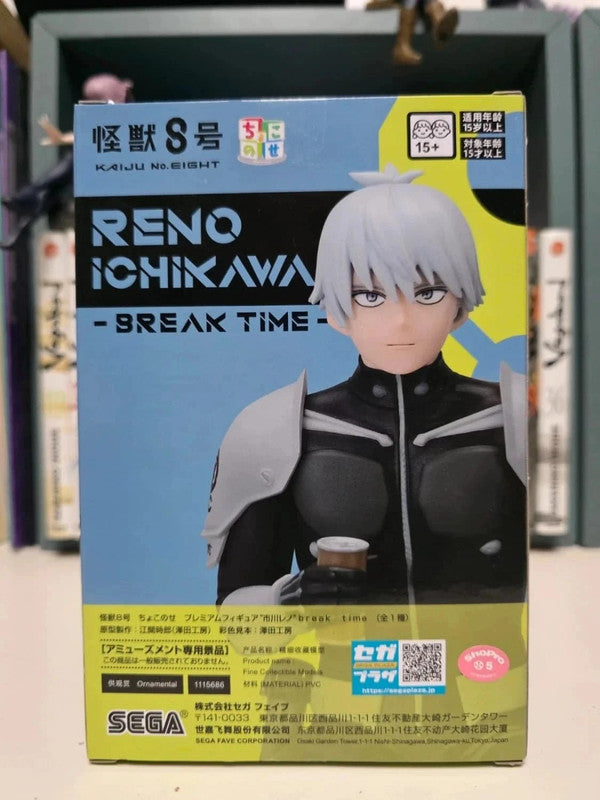 怪獣8号
KAIJU No.EIGHT
ちょこのせ
15+
适用年龄
15岁以上
対象年齢
15才以上
RENO
ICHIKAWA
- BREAK TIME -
怪獣8号 ちょこのせ プレミアムフィギュア"市川レノ"break time (全1種)
原型製作：江間時郎(澤田工房) 彩色見本：澤田工房
【アミューズメント専用景品】
この商品は一般販売されておりません。
产品名称：精细收藏模型
Product name：
Fine Collectible Models
材料 (MATERIAL) PVC
供观赏 Ornamental
1115686
セガ
プラザ
https://segaplaza.jp
ShoPro
5
SEGA
株式会社セガ フェイブ
〒141-0033 東京都品川区西品川1-1-1 住友不動産大崎ガーデンタワー
世嘉飞舞股份有限公司 东京都品川区西品川1-1-1 住友不动产大崎花园大厦
SEGA FAVE CORPORATION Osaki Garden Tower,1-1-1 Nishi-Shinagawa,Shinagawa-ku,Tokyo,Japan